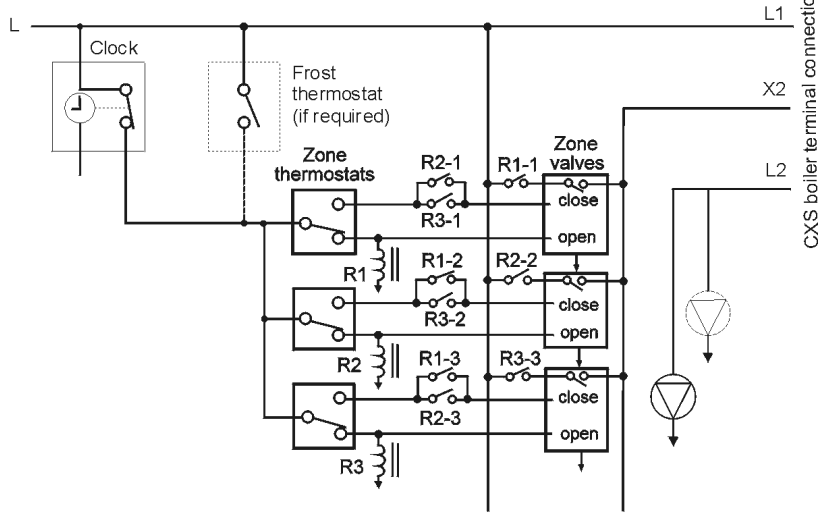 L
L1
Clock
Frost
thermostat
(if required)
X2
Zone
thermostats
R2-1
R1-1
Zone
valves
L2
R3-1
close
open
R1
R1-2
R2-2
R3-2
close
open
R2
R1-3
R3-3
R2-3
close
open
R3
CXS boiler terminal connectio